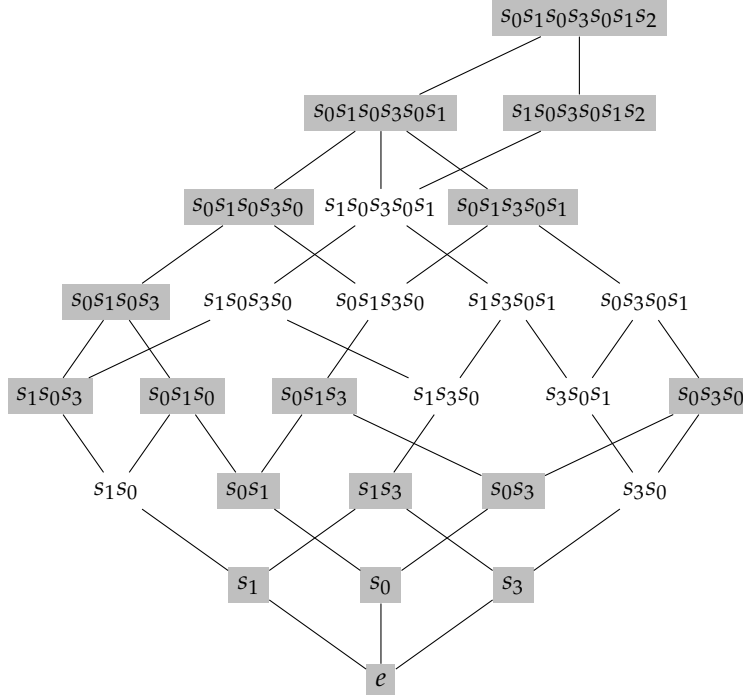 s₀s₁s₀s₃s₀s₁s₂
s₀s₁s₀s₃s₀s₁ s₁s₀s₃s₀s₁s₂
s₀s₁s₀s₃s₀ s₁s₀s₃s₀s₁ s₀s₁s₃s₀s₁
s₀s₁s₀s₃ s₁s₀s₃s₀ s₀s₁s₃s₀ s₁s₃s₀s₁ s₀s₃s₀s₁
s₁s₀s₃ s₀s₁s₀ s₀s₁s₃ s₁s₃s₀ s₃s₀s₁ s₀s₃s₀
s₁s₀ s₀s₁ s₁s₃ s₀s₃ s₃s₀
s₁ s₀ s₃
e